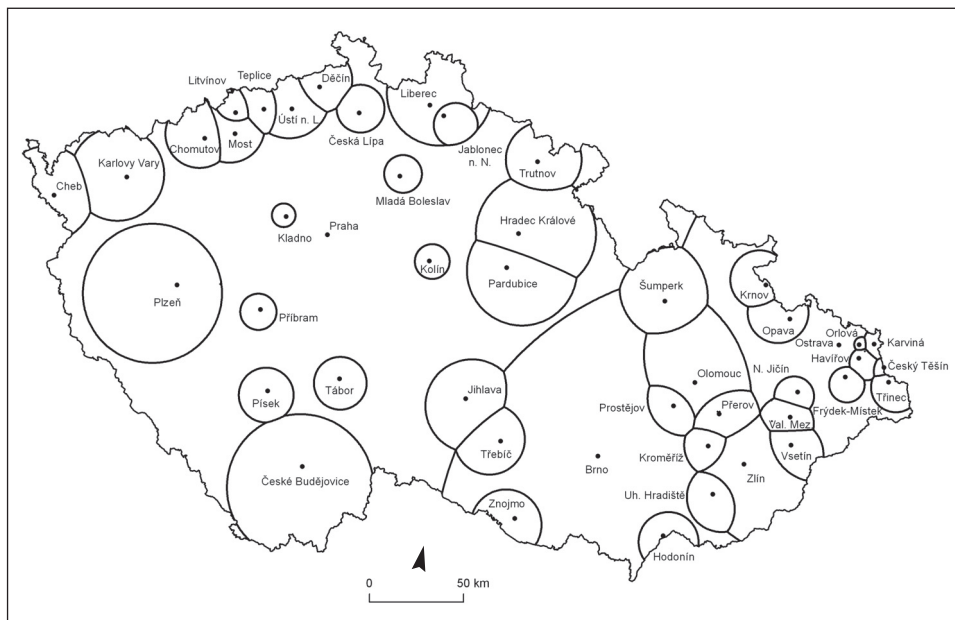 Děčín
Teplice
Litvínov
Liberec
Ústí n. L.
Česká Lípa
Most
Chomutov
Jablonec
n. N.
Trutnov
Karlovy Vary
Cheb
Mladá Boleslav
Hradec Králové
Praha
Kladno
Kolín
Pardubice
Plzeň
Šumperk
Krnov
Příbram
Opava
Orlová
Ostrava
Karviná
Havířov
Český Těšín
N. Jičín
Olomouc
Třinec
Jihlava
Tábor
Písek
Prostějov
Přerov
Frýdek-Místek
Val. Mez.
Třebíč
Kroměříž
Vsetín
Brno
Zlín
České Budějovice
Uh. Hradiště
Znojmo
Hodonín
0 50 km